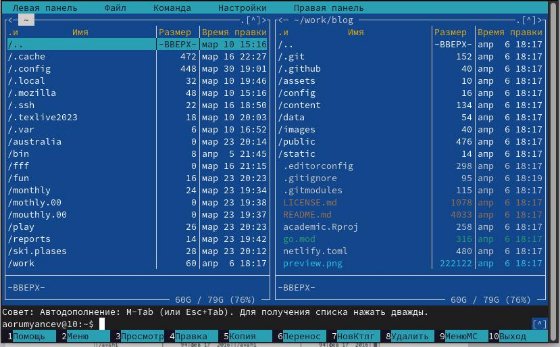 Левая панель Файл Команда Настройки Правая панель
<─ ~ .[^]> <─ ~/work/blog .[^]>
.и Имя Размер Время правки .и Имя Размер Время правки
/.. -ВВЕРХ- мар 10 15:16 /.. -ВВЕРХ- апр 6 18:17
/.cache 472 мар 16 22:27 /.git 152 апр 6 18:17
/.config 448 мар 30 19:01 /.github 40 апр 6 18:17
/.local 32 мар 10 19:46 /assets 10 апр 6 18:17
/.mozilla 48 мар 10 15:16 /config 16 апр 6 18:17
/.ssh 22 мар 16 18:50 /content 134 апр 6 18:17
/.texlive2023 18 мар 10 20:03 /data 54 апр 6 18:17
/.var 6 мар 10 16:52 /images 40 апр 6 18:17
/australia 0 мар 23 20:14 /public 476 апр 6 18:17
/bin 8 апр 5 21:45 /static 14 апр 6 18:17
/fff 0 мар 16 21:15 .editorconfig 298 апр 6 18:17
/fun 16 мар 23 20:23 .gitignore 95 апр 6 18:19
/monthly 24 мар 23 19:34 .gitmodules 115 апр 6 18:17
/mothly.00 0 мар 23 19:38 LICENSE.md 1078 апр 6 18:17
/mouthly.00 0 мар 23 19:37 README.md 4033 апр 6 18:17
/play 26 мар 23 20:23 academic.Rproj 258 апр 6 18:17
/reports 14 мар 23 19:42 go.mod 316 апр 6 18:17
/ski.plases 28 мар 23 20:12 netlify.toml 480 апр 6 18:17
/work 60 апр 6 18:17 preview.png 222122 апр 6 18:17
-ВВЕРХ- -ВВЕРХ-
60G / 79G (76%) 60G / 79G (76%)
Совет: Автодополнение: M-Tab (или Esc+Tab). Для получения списка нажать дважды.
aorumyancev@10:~$ [^]
1Помощь 2Меню 3Просмотр 4Правка 5Копия 6Перенос 7НовКтлг 8Удалить 9МенюMC 10Выход